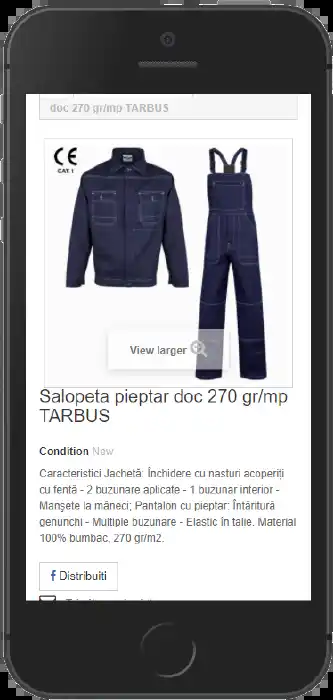 doc 270 gr/mp TARBUS
CE
CAT. 1
View larger
Salopeta pieptar doc 270 gr/mp
TARBUS
Condition New
Caracteristici Jachetă: Închidere cu nasturi acoperiți
cu fentă - 2 buzunare aplicate - 1 buzunar interior -
Manșete la mâneci; Pantalon cu pieptar: Întăritură
genunchi - Multiple buzunare - Elastic în talie. Material
100% bumbac, 270 gr/m2.
f Distribuiti